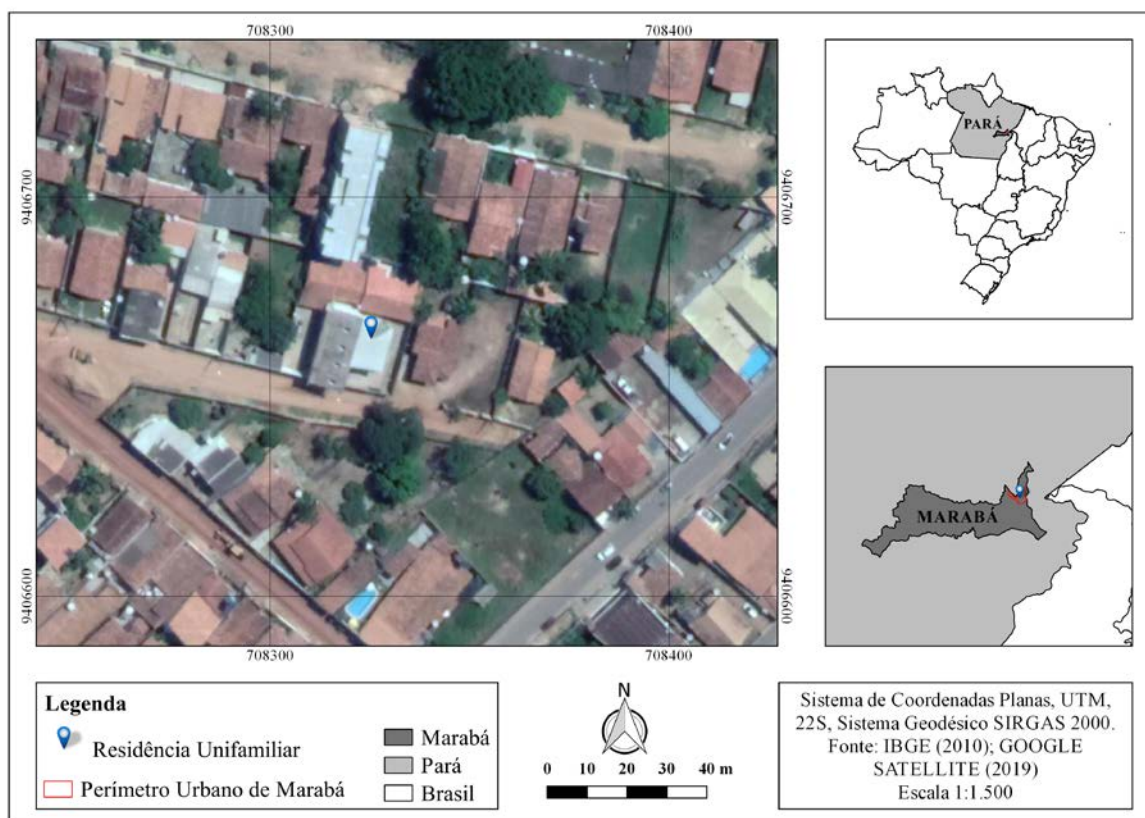 708300
708400
9406700
9406700
9406600
9406600
708300
708400
PARÁ
MARABÁ
Legenda
Residência Unifamiliar
Perímetro Urbano de Marabá
Marabá
Pará
Brasil
N
0 10 20 30 40 m
Sistema de Coordenadas Planas, UTM,
22S, Sistema Geodésico SIRGAS 2000.
Fonte: IBGE (2010); GOOGLE
SATELLITE (2019)
Escala 1:1.500